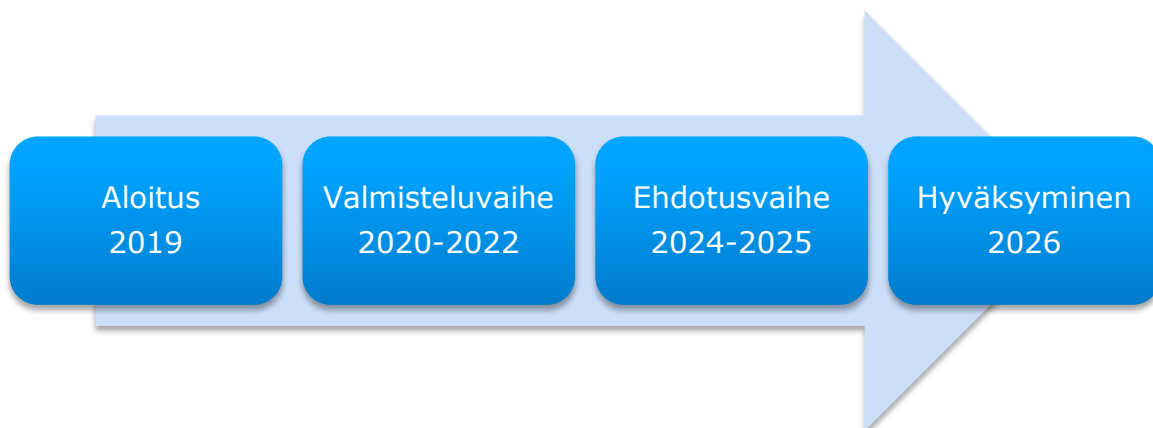 Aloitus
2019
Valmisteluvaihe
2020-2022
Ehdotusvaihe
2024-2025
Hyväksyminen
2026